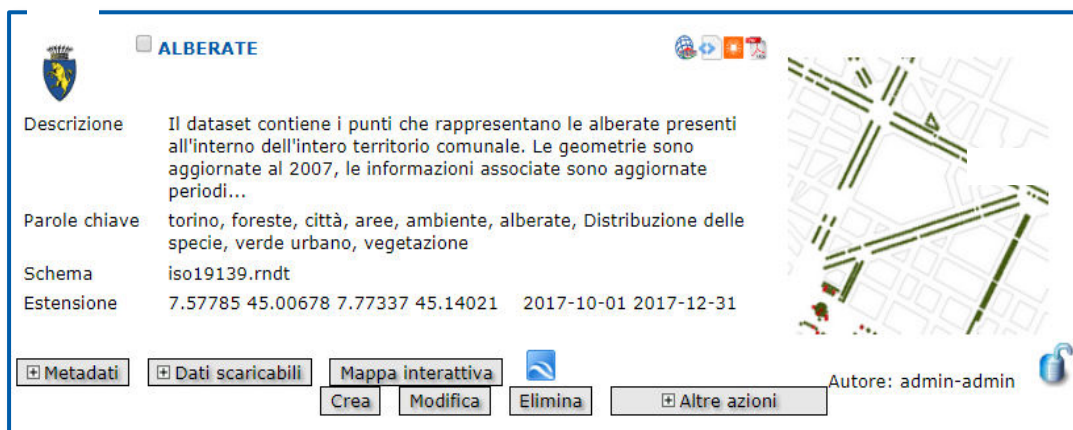 ALBERATE
Descrizione Il dataset contiene i punti che rappresentano le alberate presenti
all'interno dell'intero territorio comunale. Le geometrie sono
aggiornate al 2007, le informazioni associate sono aggiornate
periodi...
Parole chiave torino, foreste, città, aree, ambiente, alberate, Distribuzione delle
specie, verde urbano, vegetazione
Schema iso19139.rndt
Estensione 7.57785 45.00678 7.77337 45.14021 2017-10-01 2017-12-31
Metadati Dati scaricabili Mappa interattiva
Autore: admin-admin
Crea Modifica Elimina Altre azioni